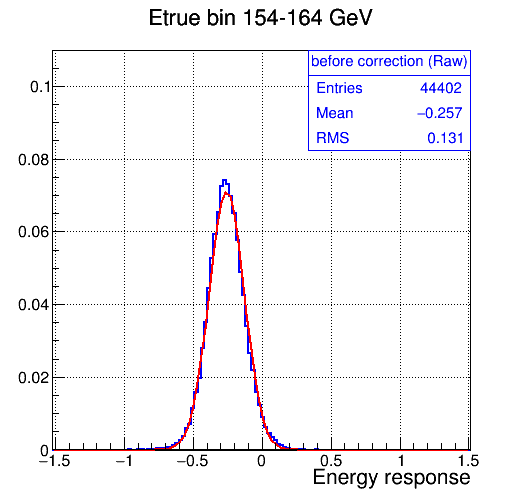 Etrue bin 154-164 GeV
before correction (Raw)
Entries 44402
Mean −0.257
RMS 0.131
0.1
0.08
0.06
0.04
0.02
0
−1.5 −1 −0.5 0 0.5 1 1.5
Energy response